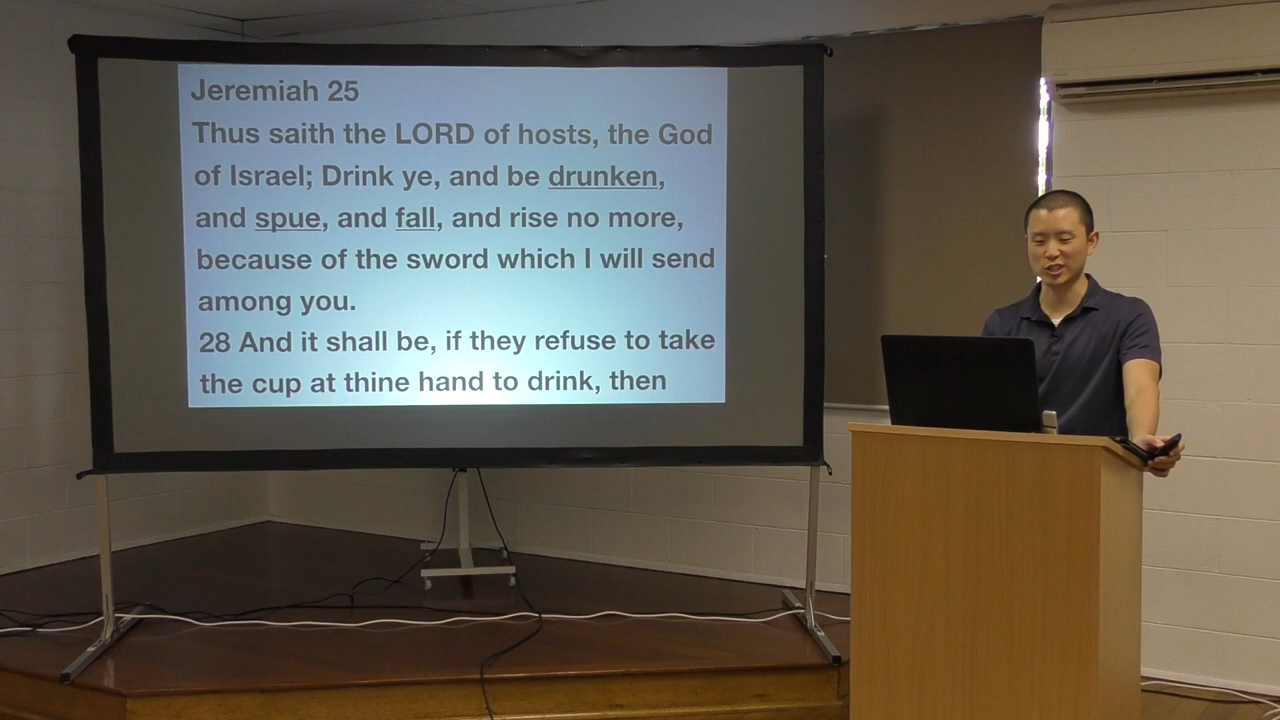 Jeremiah 25
Thus saith the LORD of hosts, the God
of Israel; Drink ye, and be drunken,
and spue, and fall, and rise no more,
because of the sword which I will send
among you.
28 And it shall be, if they refuse to take
the cup at thine hand to drink, then